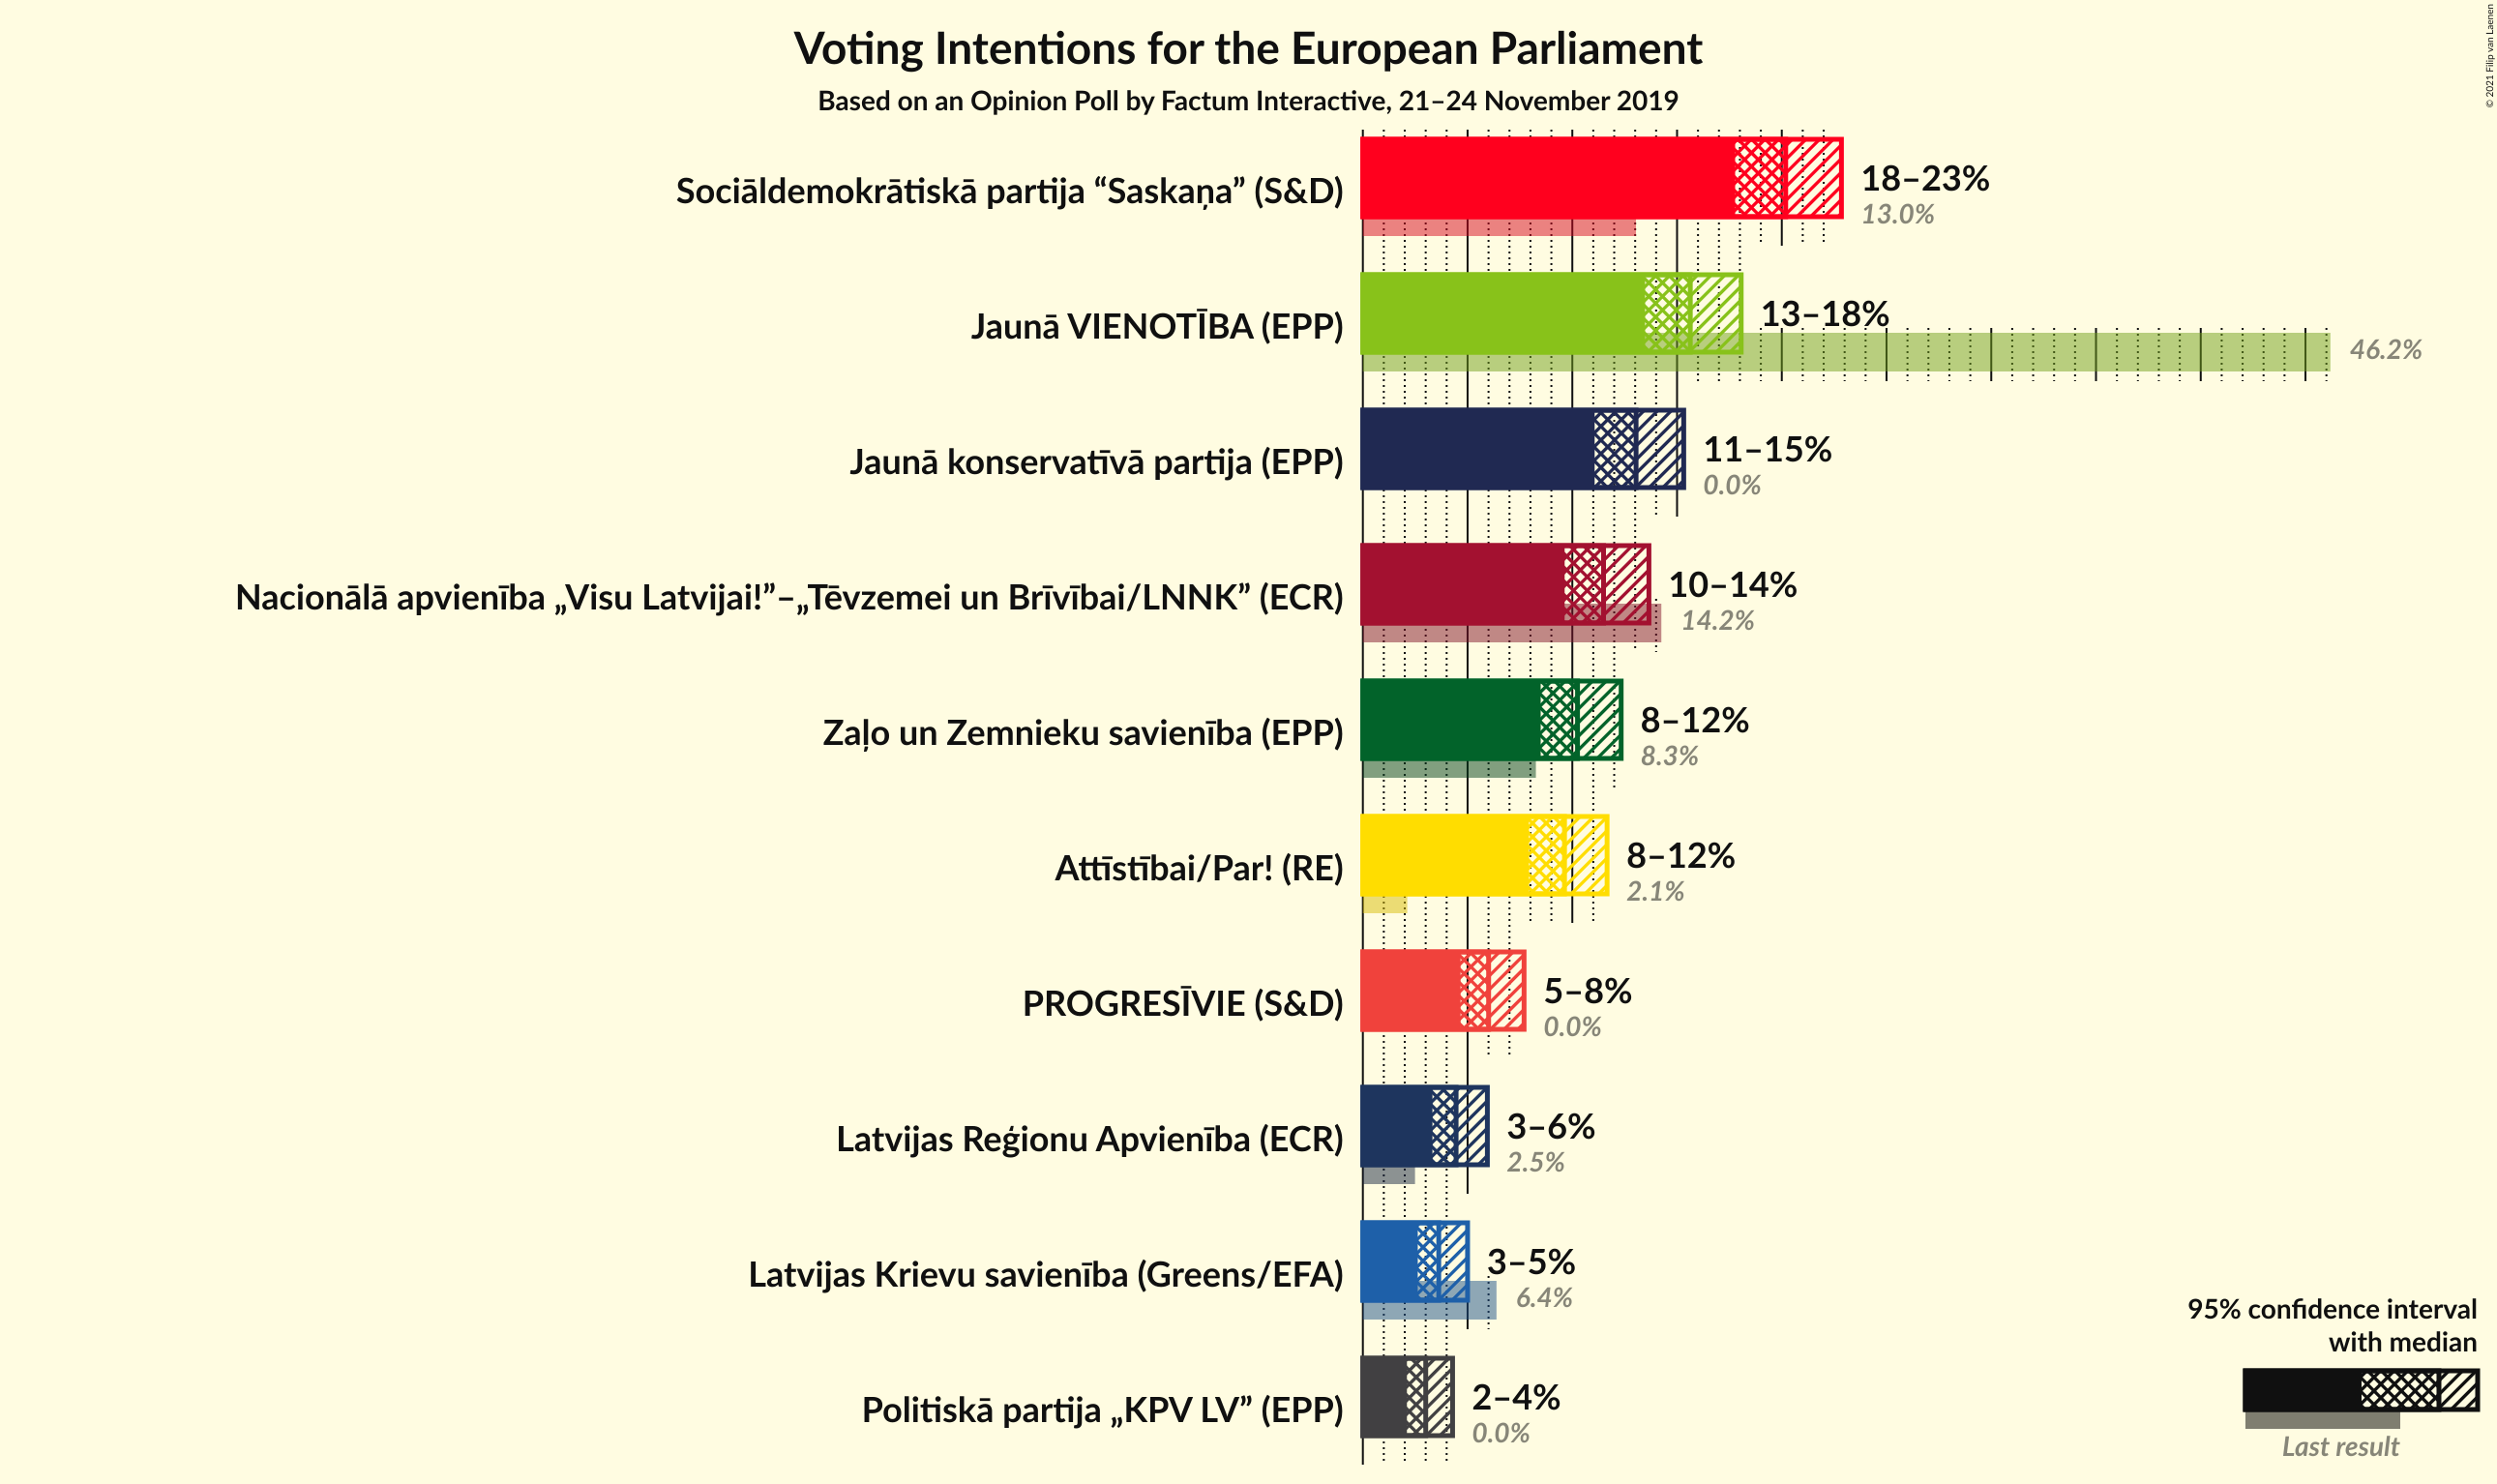 Voting Intentions for the European Parliament
Based on an Opinion Poll by Factum Interactive, 21–24 November 2019
© 2021 Filip van Laenen
Sociāldemokrātiskā partija “Saskaņa” (S&D)
18–23%
13.0%
Jaunā VIENOTĪBA (EPP)
13–18%
46.2%
Jaunā konservatīvā partija (EPP)
11–15%
0.0%
Nacionālā apvienība „Visu Latvijai!”–„Tēvzemei un Brīvībai/LNNK” (ECR)
10–14%
14.2%
Zaļo un Zemnieku savienība (EPP)
8–12%
8.3%
Attīstībai/Par! (RE)
8–12%
2.1%
PROGRESĪVIE (S&D)
5–8%
0.0%
Latvijas Reģionu Apvienība (ECR)
3–6%
2.5%
Latvijas Krievu savienība (Greens/EFA)
3–5%
6.4%
Politiskā partija „KPV LV” (EPP)
2–4%
0.0%
95% confidence interval
with median
Last result